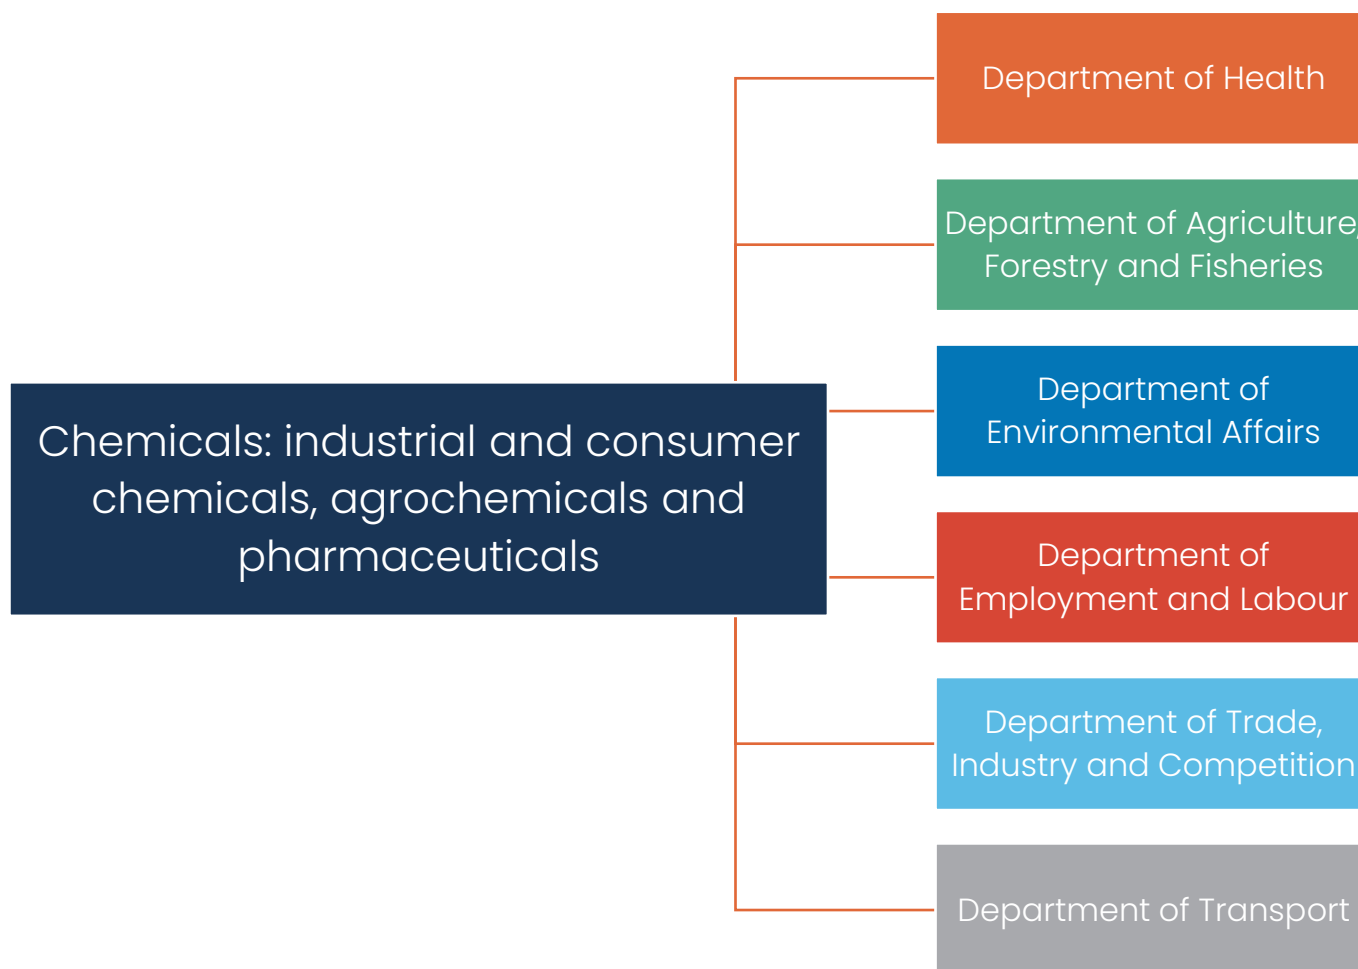 Department of Health
Department of Agriculture,
Forestry and Fisheries
Department of
Environmental Affairs
Chemicals: industrial and consumer
chemicals, agrochemicals and
pharmaceuticals
Department of
Employment and Labour
Department of Trade,
Industry and Competition
Department of Transport